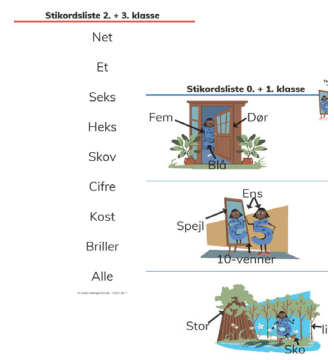 Stikordsliste 2. + 3. klasse
Net
Et
Seks
Heks
Skov
Cifre
Kost
Briller
Alle
Stikordsliste 0. + 1. klasse
Fem
Dør
Blå
Ens
Spejl
10-venner
Stor
Sko